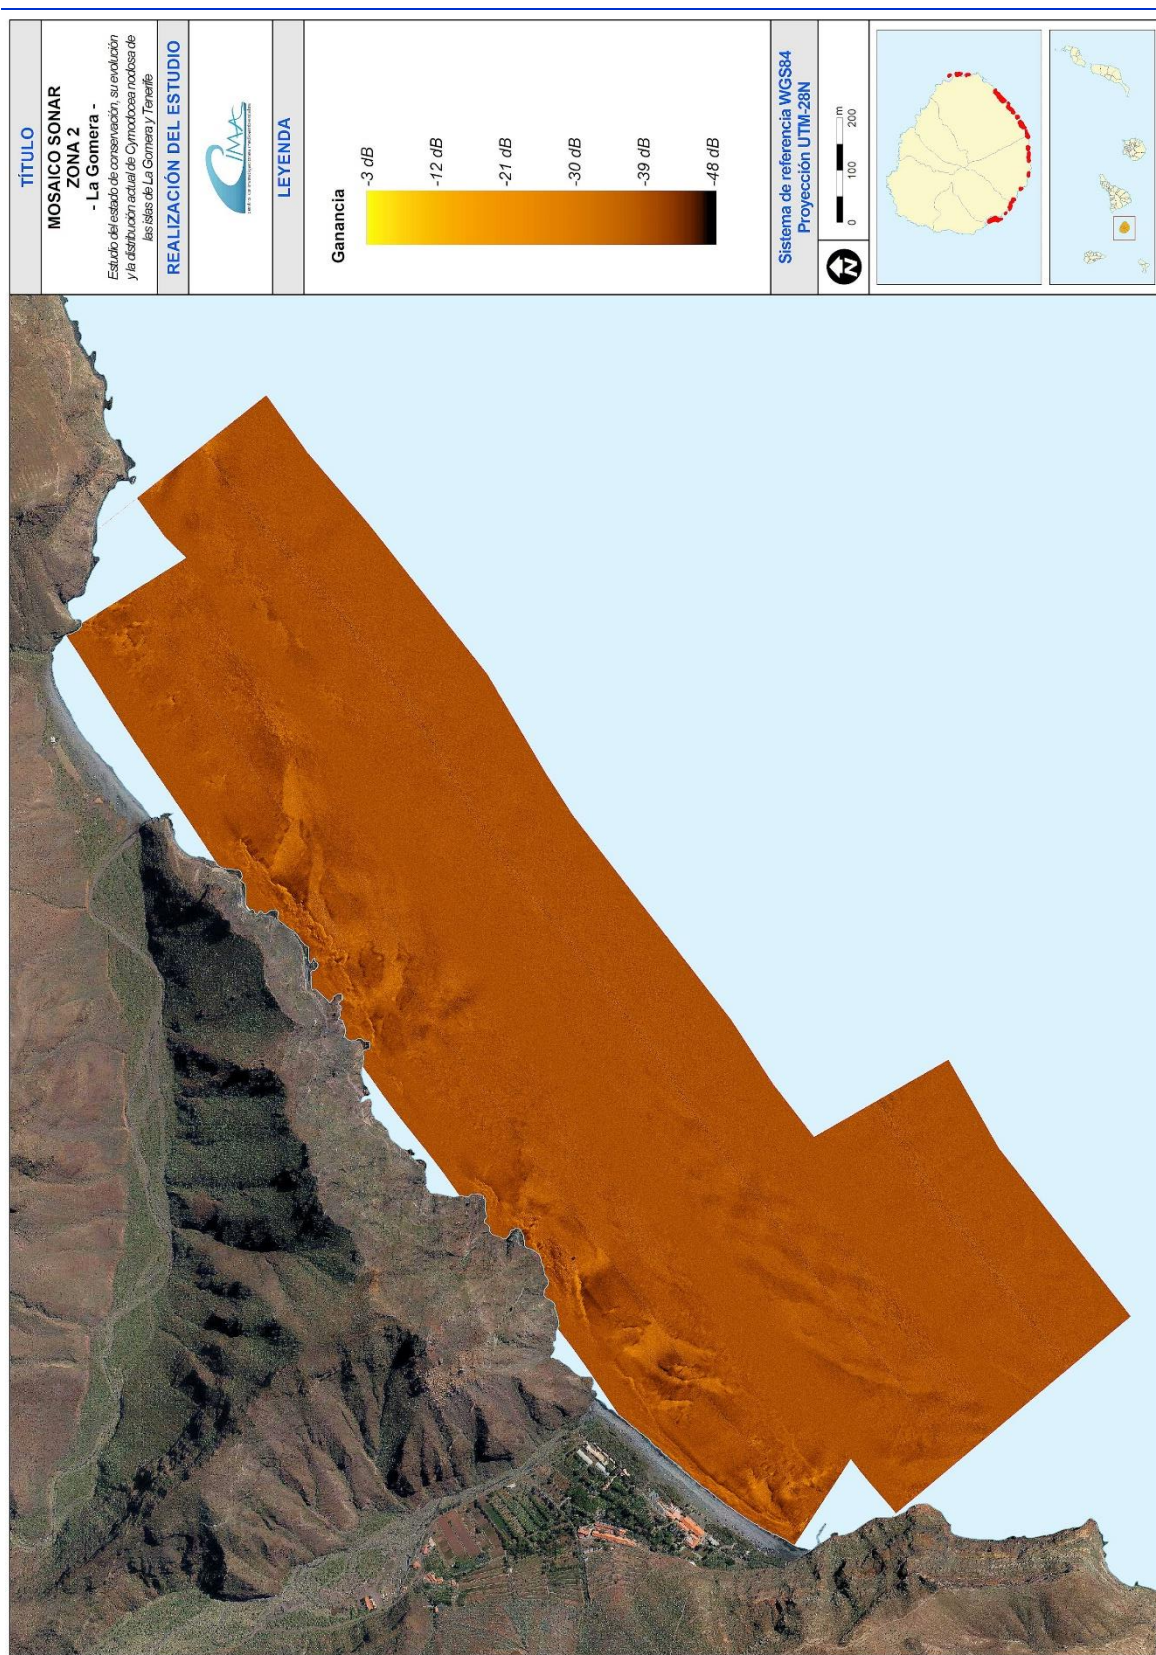 TÍTULO
MOSAICO SONAR
ZONA 2
- La Gomera -
Estudio del estado de conservación, su evolución
y la distribución actual de Cymodocea nodosa de
las islas de La Gomera y Tenerife
REALIZACIÓN DEL ESTUDIO
CIMA
LEYENDA
Ganancia
-3 dB
-12 dB
-21 dB
-30 dB
-39 dB
-48 dB
Sistema de referencia WGS84
Proyección UTM-28N
N
0 100 200 m